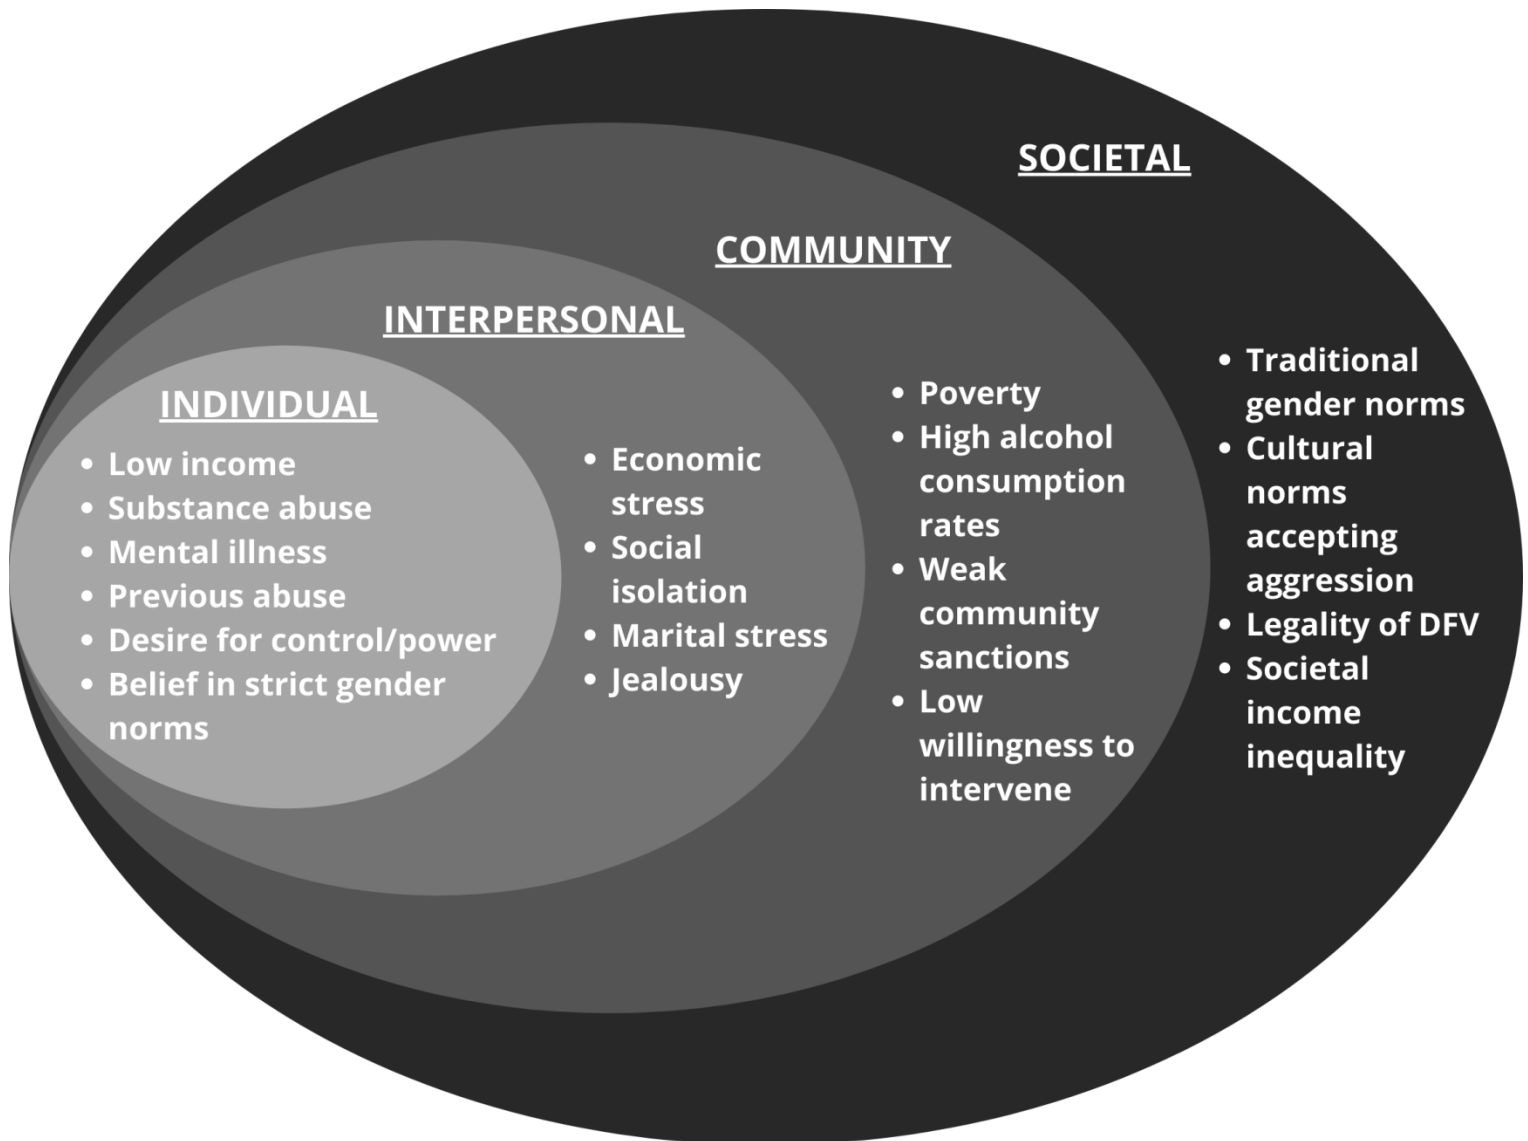 SOCIETAL
COMMUNITY
INTERPERSONAL
INDIVIDUAL
• Low income
• Substance abuse
• Mental illness
• Previous abuse
• Desire for control/power
• Belief in strict gender
norms
• Economic
stress
• Social
isolation
• Marital stress
• Jealousy
• Poverty
• High alcohol
consumption
rates
• Weak
community
sanctions
• Low
willingness to
intervene
• Traditional
gender norms
• Cultural
norms
accepting
aggression
• Legality of DFV
• Societal
income
inequality